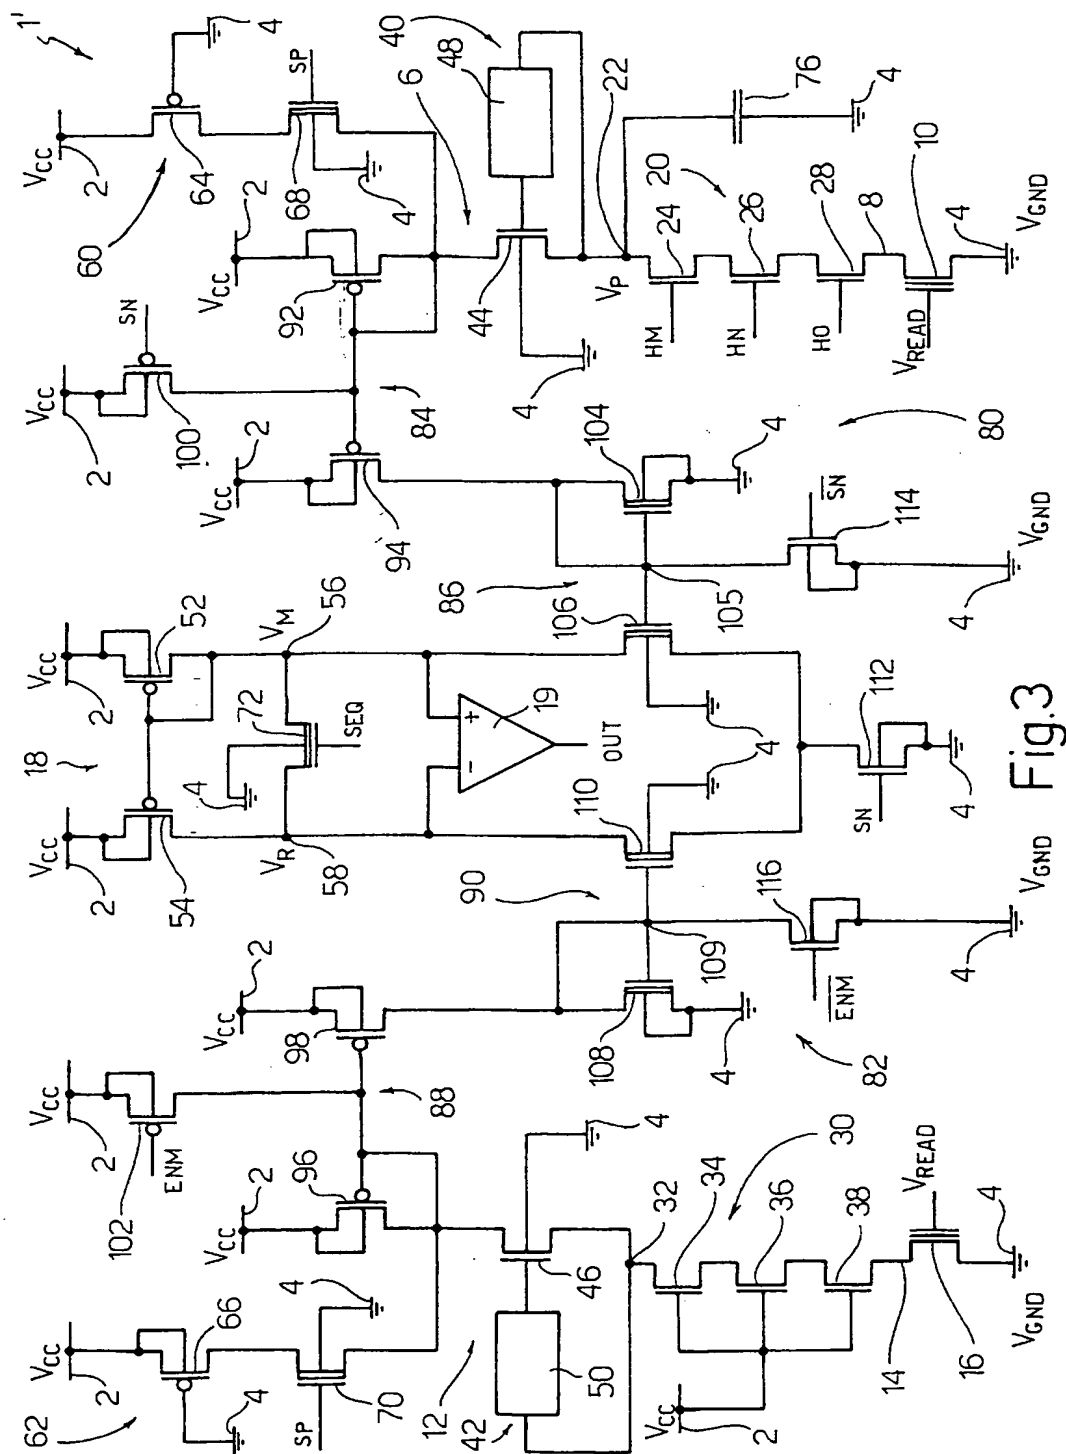 1'
62
V_CC
2
66
4
SP
70
V_CC
2
102
ENM
V_CC
2
96
88
V_CC
2
98
18
V_CC
2
54
V_CC
2
52
V_R
58
4
72
SEQ
V_M
56
V_CC
2
100
SN
V_CC
2
94
84
V_CC
2
92
V_CC
2
60
64
4
SP
68
4
12
42
50
46
4
32
30
34
36
38
V_CC
2
14
16
V_READ
4
V_GND
90
108
4
109
110
4
ENM
116
82
4
V_GND
-
+
19
OUT
SN
112
4
86
106
4
105
104
4
SN
114
80
4
V_GND
6
44
4
40
48
22
V_P
20
HM
24
HN
26
HO
28
8
V_READ
10
4
V_GND
76
4
Fig.3